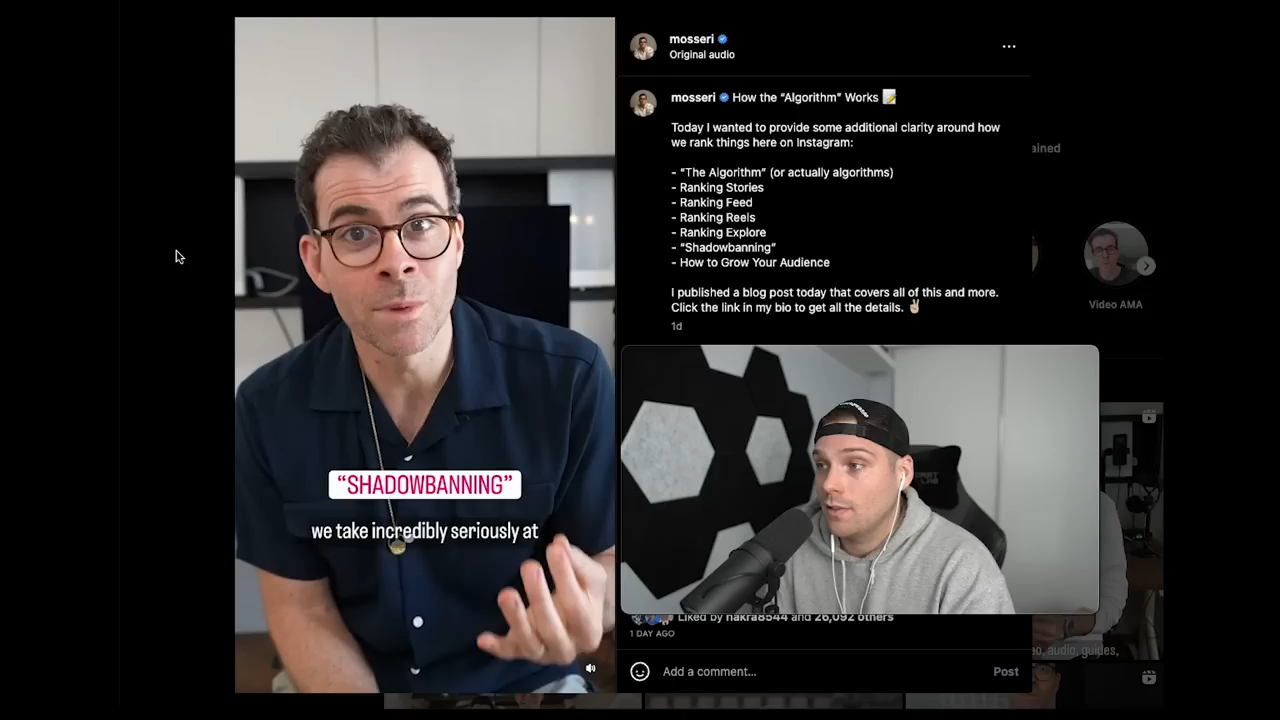 mosseri
Original audio
mosseri How the “Algorithm” Works
Today I wanted to provide some additional clarity around how
we rank things here on Instagram:
- “The Algorithm” (or actually algorithms)
- Ranking Stories
- Ranking Feed
- Ranking Reels
- Ranking Explore
- “Shadowbanning”
- How to Grow Your Audience
I published a blog post today that covers all of this and more.
Click the link in my bio to get all the details.
1d
ained
Video AMA
“SHADOWBANNING”
we take incredibly seriously at
Liked by nakra8544 and 26,092 others
1 DAY AGO
eo, audio, guides,
Add a comment...
Post